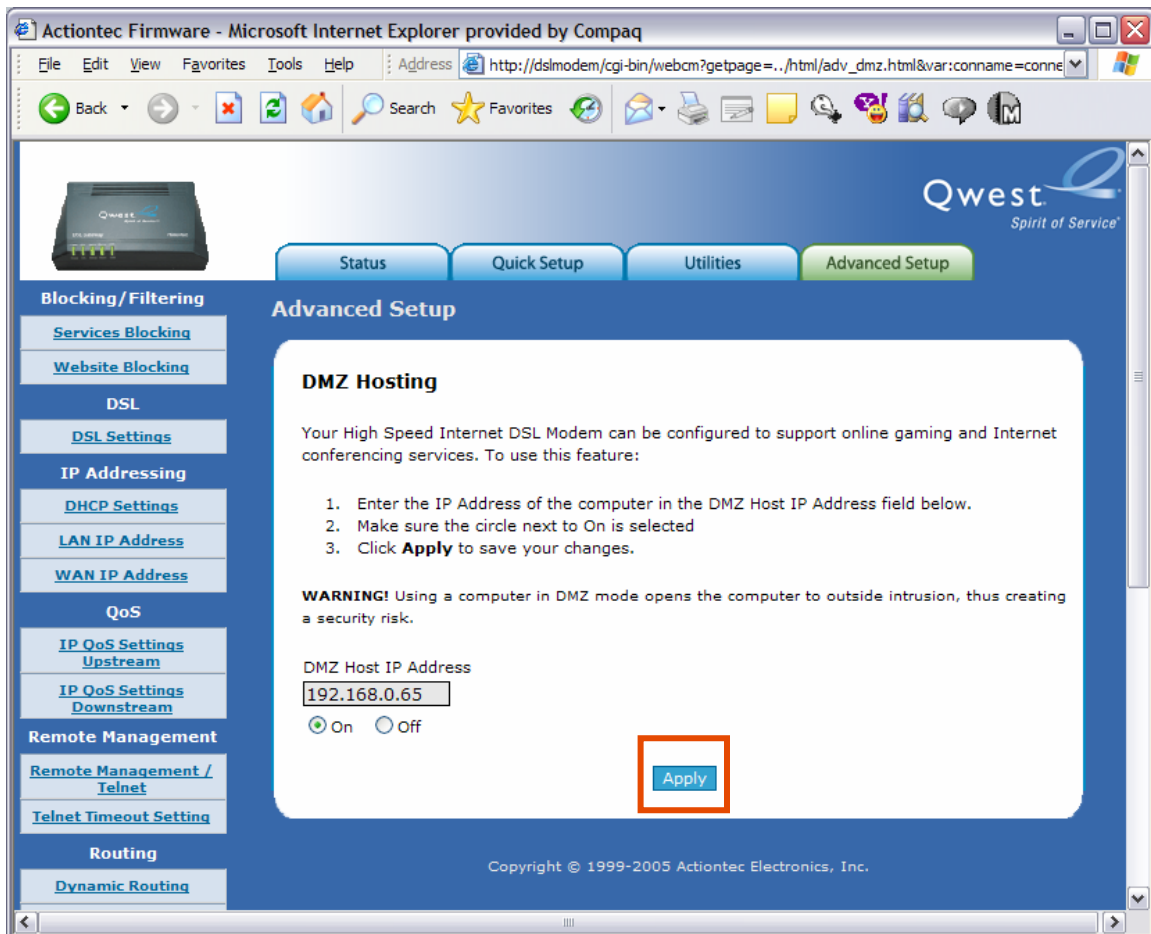 Actiontec Firmware - Microsoft Internet Explorer provided by Compaq
File Edit View Favorites Tools Help Address http://dslmodem/cgi-bin/webcm?getpage=../html/adv_dmz.html&var:conname=conne
Back Search Favorites
Qwest
Spirit of Service
Qwest
Status Quick Setup Utilities Advanced Setup
Blocking/Filtering
Services Blocking
Website Blocking
DSL
DSL Settings
IP Addressing
DHCP Settings
LAN IP Address
WAN IP Address
QoS
IP QoS Settings
Upstream
IP QoS Settings
Downstream
Remote Management
Remote Management /
Telnet
Telnet Timeout Setting
Routing
Dynamic Routing
Advanced Setup
DMZ Hosting
Your High Speed Internet DSL Modem can be configured to support online gaming and Internet
conferencing services. To use this feature:
1. Enter the IP Address of the computer in the DMZ Host IP Address field below.
2. Make sure the circle next to On is selected
3. Click Apply to save your changes.
WARNING! Using a computer in DMZ mode opens the computer to outside intrusion, thus creating
a security risk.
DMZ Host IP Address
192.168.0.65
On Off
Apply
Copyright © 1999-2005 Actiontec Electronics, Inc.